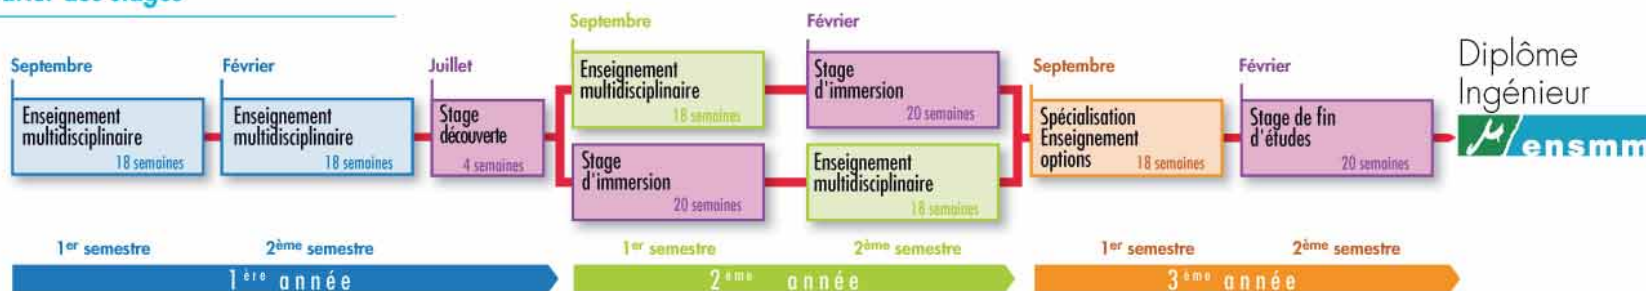 des stages
Septembre
Enseignement
multidisciplinaire
18 semaines
Février
Enseignement
multidisciplinaire
18 semaines
Juillet
Stage
découverte
4 semaines
Septembre
Enseignement
multidisciplinaire
18 semaines
Stage
d'immersion
20 semaines
Février
Stage
d'immersion
20 semaines
Enseignement
multidisciplinaire
18 semaines
Septembre
Spécialisation
Enseignement
options
18 semaines
Février
Stage de fin
d'études
20 semaines
Diplôme
Ingénieur
µ ensmm
1er semestre
2ème semestre
1ère année
1er semestre
2ème semestre
2ème année
1er semestre
2ème semestre
3ème année